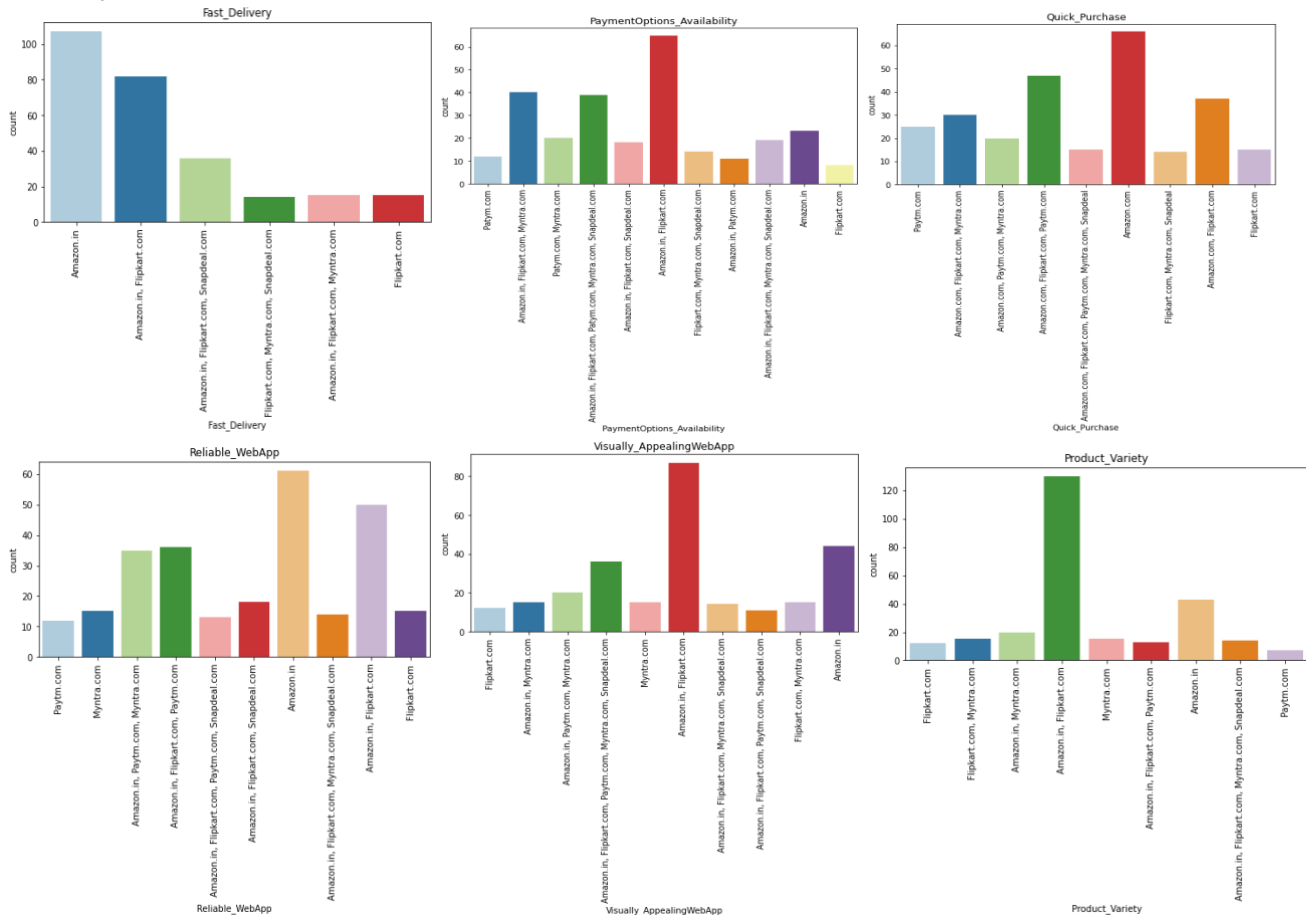 Fast_Delivery
count
100
80
60
40
20
0
Amazon.in
Amazon.in, Flipkart.com
Amazon.in, Flipkart.com, Snapdeal.com
Flipkart.com, Myntra.com, Snapdeal.com
Amazon.in, Flipkart.com, Myntra.com
Flipkart.com
Fast_Delivery
PaymentOptions_Availability
count
60
50
40
30
20
10
0
Patym.com
Amazon.in, Flipkart.com, Myntra.com
Patym.com, Myntra.com
Amazon.in, Flipkart.com, Patym.com, Myntra.com, Snapdeal.com
Amazon.in, Flipkart.com, Snapdeal.com
Amazon.in, Flipkart.com
Flipkart.com, Myntra.com, Snapdeal.com
Amazon.in, Patym.com
Amazon.in, Flipkart.com, Myntra.com, Snapdeal.com
Amazon.in
Flipkart.com
PaymentOptions_Availability
Quick_Purchase
count
60
50
40
30
20
10
0
Paytm.com
Amazon.com, Flipkart.com, Myntra.com
Amazon.com, Paytm.com, Myntra.com
Amazon.com, Flipkart.com, Paytm.com
Amazon.com, Flipkart.com, Paytm.com, Myntra.com, Snapdeal
Amazon.com
Flipkart.com, Myntra.com, Snapdeal
Amazon.com, Flipkart.com
Flipkart.com
Quick_Purchase
Reliable_WebApp
count
60
50
40
30
20
10
0
Paytm.com
Myntra.com
Amazon.in, Paytm.com, Myntra.com
Amazon.in, Flipkart.com, Paytm.com
Amazon.in, Flipkart.com, Paytm.com, Snapdeal.com
Amazon.in, Flipkart.com, Snapdeal.com
Amazon.in
Amazon.in, Flipkart.com, Myntra.com, Snapdeal.com
Amazon.in, Flipkart.com
Flipkart.com
Reliable_WebApp
Visually_AppealingWebApp
count
80
60
40
20
0
Flipkart.com
Amazon.in, Myntra.com
Amazon.in, Paytm.com, Myntra.com
Amazon.in, Flipkart.com, Paytm.com, Myntra.com, Snapdeal.com
Myntra.com
Amazon.in, Flipkart.com
Amazon.in, Flipkart.com, Myntra.com, Snapdeal.com
Amazon.in, Flipkart.com, Paytm.com, Snapdeal.com
Flipkart.com, Myntra.com
Amazon.in
Visually_AppealingWebApp
Product_Variety
count
120
100
80
60
40
20
0
Flipkart.com
Flipkart.com, Myntra.com
Amazon.in, Myntra.com
Amazon.in, Flipkart.com
Myntra.com
Amazon.in, Flipkart.com, Paytm.com
Amazon.in
Amazon.in, Flipkart.com, Myntra.com, Snapdeal.com
Paytm.com
Product_Variety